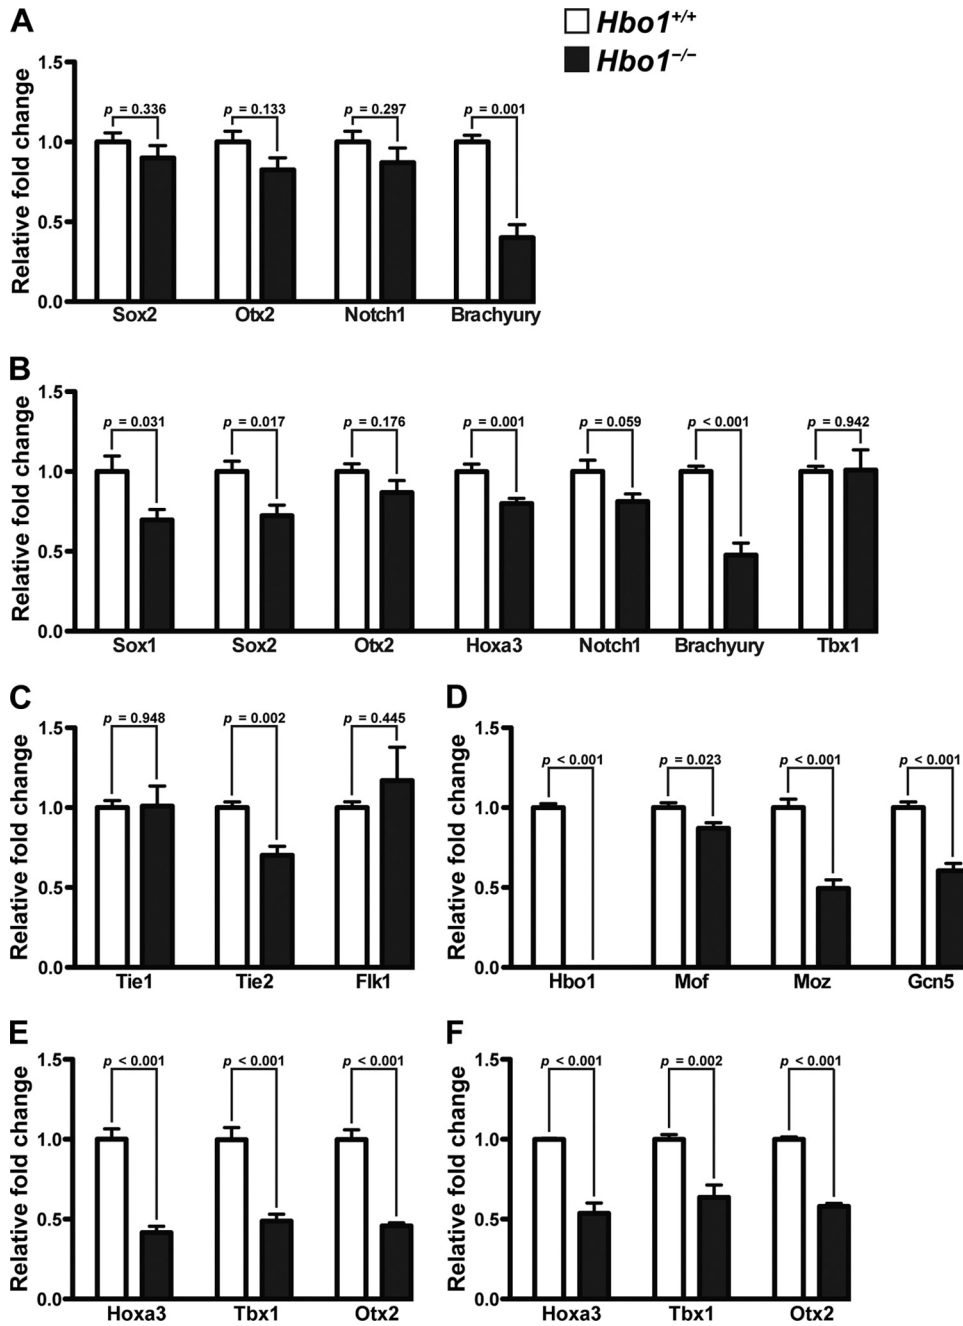 A
Hbo1+/+
Hbo1–/–
Relative fold change
1.5
1.0
0.5
0.0
p = 0.336
p = 0.133
p = 0.297
p = 0.001
Sox2
Otx2
Notch1
Brachyury
B
Relative fold change
1.5
1.0
0.5
0.0
p = 0.031
p = 0.017
p = 0.176
p = 0.001
p = 0.059
p < 0.001
p = 0.942
Sox1
Sox2
Otx2
Hoxa3
Notch1
Brachyury
Tbx1
C
Relative fold change
1.5
1.0
0.5
0.0
p = 0.948
p = 0.002
p = 0.445
Tie1
Tie2
Flk1
D
Relative fold change
1.5
1.0
0.5
0.0
p < 0.001
p = 0.023
p < 0.001
p < 0.001
Hbo1
Mof
Moz
Gcn5
E
Relative fold change
1.5
1.0
0.5
0.0
p < 0.001
p < 0.001
p < 0.001
Hoxa3
Tbx1
Otx2
F
Relative fold change
1.5
1.0
0.5
0.0
p < 0.001
p = 0.002
p < 0.001
Hoxa3
Tbx1
Otx2